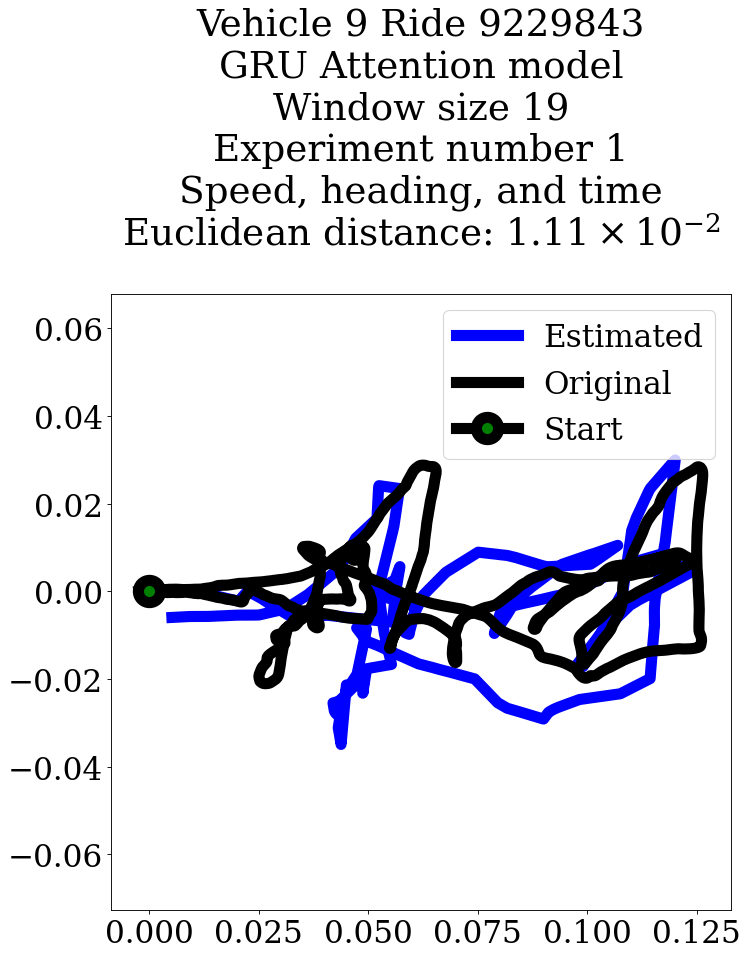 Vehicle 9 Ride 9229843
GRU Attention model
Window size 19
Experiment number 1
Speed, heading, and time
Euclidean distance: 1.11 × 10⁻²
Estimated
Original
Start
0.06
0.04
0.02
0.00
−0.02
−0.04
−0.06
0.000 0.025 0.050 0.075 0.100 0.125